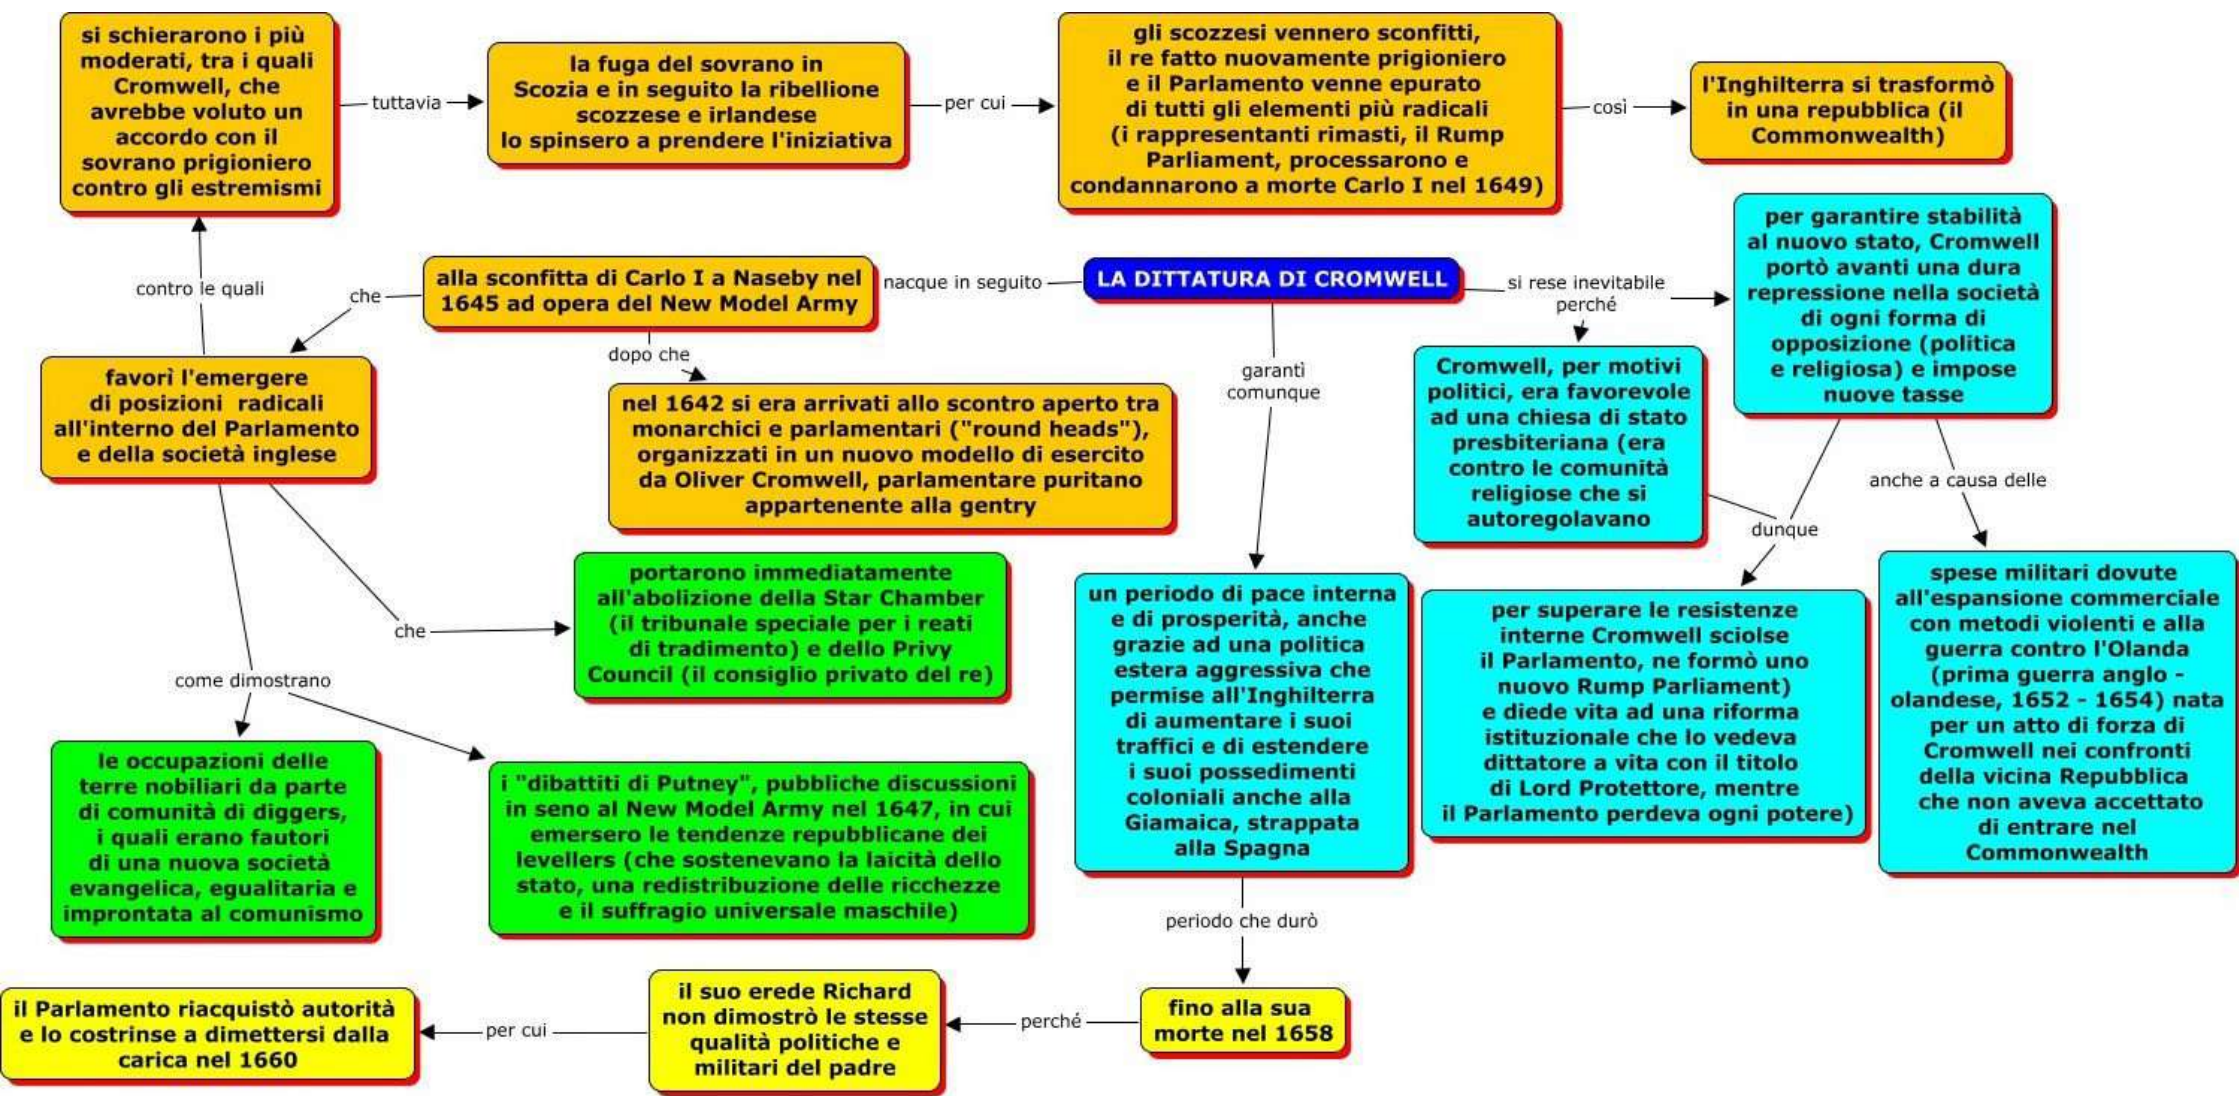 si schierarono i più
moderati, tra i quali
Cromwell, che
avrebbe voluto un
accordo con il
sovrano prigioniero
contro gli estremismi
tuttavia
la fuga del sovrano in
Scozia e in seguito la ribellione
scozzese e irlandese
lo spinsero a prendere l'iniziativa
per cui
gli scozzesi vennero sconfitti,
il re fatto nuovamente prigioniero
e il Parlamento venne epurato
di tutti gli elementi più radicali
(i rappresentanti rimasti, il Rump
Parliament, processarono e
condannarono a morte Carlo I nel 1649)
così
l'Inghilterra si trasformò
in una repubblica (il
Commonwealth)
contro le quali
che
alla sconfitta di Carlo I a Naseby nel
1645 ad opera del New Model Army
nacque in seguito
LA DITTATURA DI CROMWELL
si rese inevitabile
perché
per garantire stabilità
al nuovo stato, Cromwell
portò avanti una dura
repressione nella società
di ogni forma di
opposizione (politica
e religiosa) e impose
nuove tasse
favorì l'emergere
di posizioni  radicali
all'interno del Parlamento
e della società inglese
dopo che
nel 1642 si era arrivati allo scontro aperto tra
monarchici e parlamentari ("round heads"),
organizzati in un nuovo modello di esercito
da Oliver Cromwell, parlamentare puritano
appartenente alla gentry
garantì
comunque
Cromwell, per motivi
politici, era favorevole
ad una chiesa di stato
presbiteriana (era
contro le comunità
religiose che si
autoregolavano
dunque
anche a causa delle
che
portarono immediatamente
all'abolizione della Star Chamber
(il tribunale speciale per i reati
di tradimento) e dello Privy
Council (il consiglio privato del re)
un periodo di pace interna
e di prosperità, anche
grazie ad una politica
estera aggressiva che
permise all'Inghilterra
di aumentare i suoi
traffici e di estendere
i suoi possedimenti
coloniali anche alla
Giamaica, strappata
alla Spagna
per superare le resistenze
interne Cromwell sciolse
il Parlamento, ne formò uno
nuovo Rump Parliament)
e diede vita ad una riforma
istituzionale che lo vedeva
dittatore a vita con il titolo
di Lord Protettore, mentre
il Parlamento perdeva ogni potere)
spese militari dovute
all'espansione commerciale
con metodi violenti e alla
guerra contro l'Olanda
(prima guerra anglo -
olandese, 1652 - 1654) nata
per un atto di forza di
Cromwell nei confronti
della vicina Repubblica
che non aveva accettato
di entrare nel
Commonwealth
come dimostrano
le occupazioni delle
terre nobiliari da parte
di comunità di diggers,
i quali erano fautori
di una nuova società
evangelica, egualitaria e
improntata al comunismo
i "dibattiti di Putney", pubbliche discussioni
in seno al New Model Army nel 1647, in cui
emersero le tendenze repubblicane dei
levellers (che sostenevano la laicità dello
stato, una redistribuzione delle ricchezze
e il suffragio universale maschile)
periodo che durò
fino alla sua
morte nel 1658
perché
il suo erede Richard
non dimostrò le stesse
qualità politiche e
militari del padre
per cui
il Parlamento riacquistò autorità
e lo costrinse a dimettersi dalla
carica nel 1660